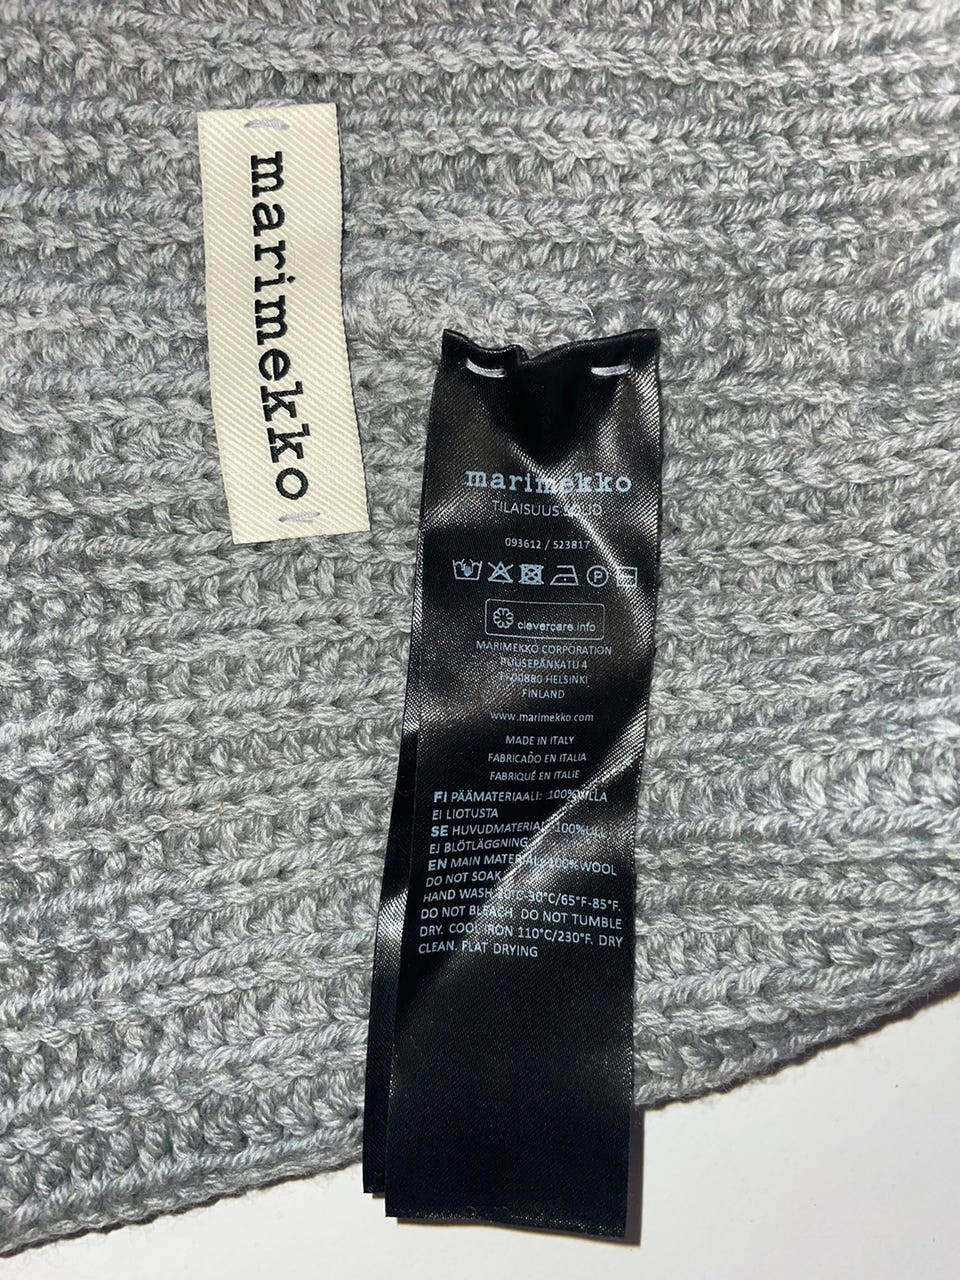 marimekko
marimekko
TILAISUUS
093612 / 523817
P
clevercare.info
MARIMEKKO CORPORATION
PUUSEPÄNKATU 4
FI-00880 HELSINKI
FINLAND
www.marimekko.com
MADE IN ITALY
FABRICADO EN ITALIA
FABRIQUÉ EN ITALIE
FI PÄÄMATERIAALI: 100% VILLA
EI LIOTUSTA
SE HUVUDMATERIAL: 100% ULL
EJ BLÖTLÄGGNING
EN MAIN MATERIAL: 100% WOOL
DO NOT SOAK
HAND WASH 30°C/65°F-85°F.
DO NOT BLEACH. DO NOT TUMBLE
DRY. COOL IRON 110°C/230°F. DRY
CLEAN. FLAT DRYING